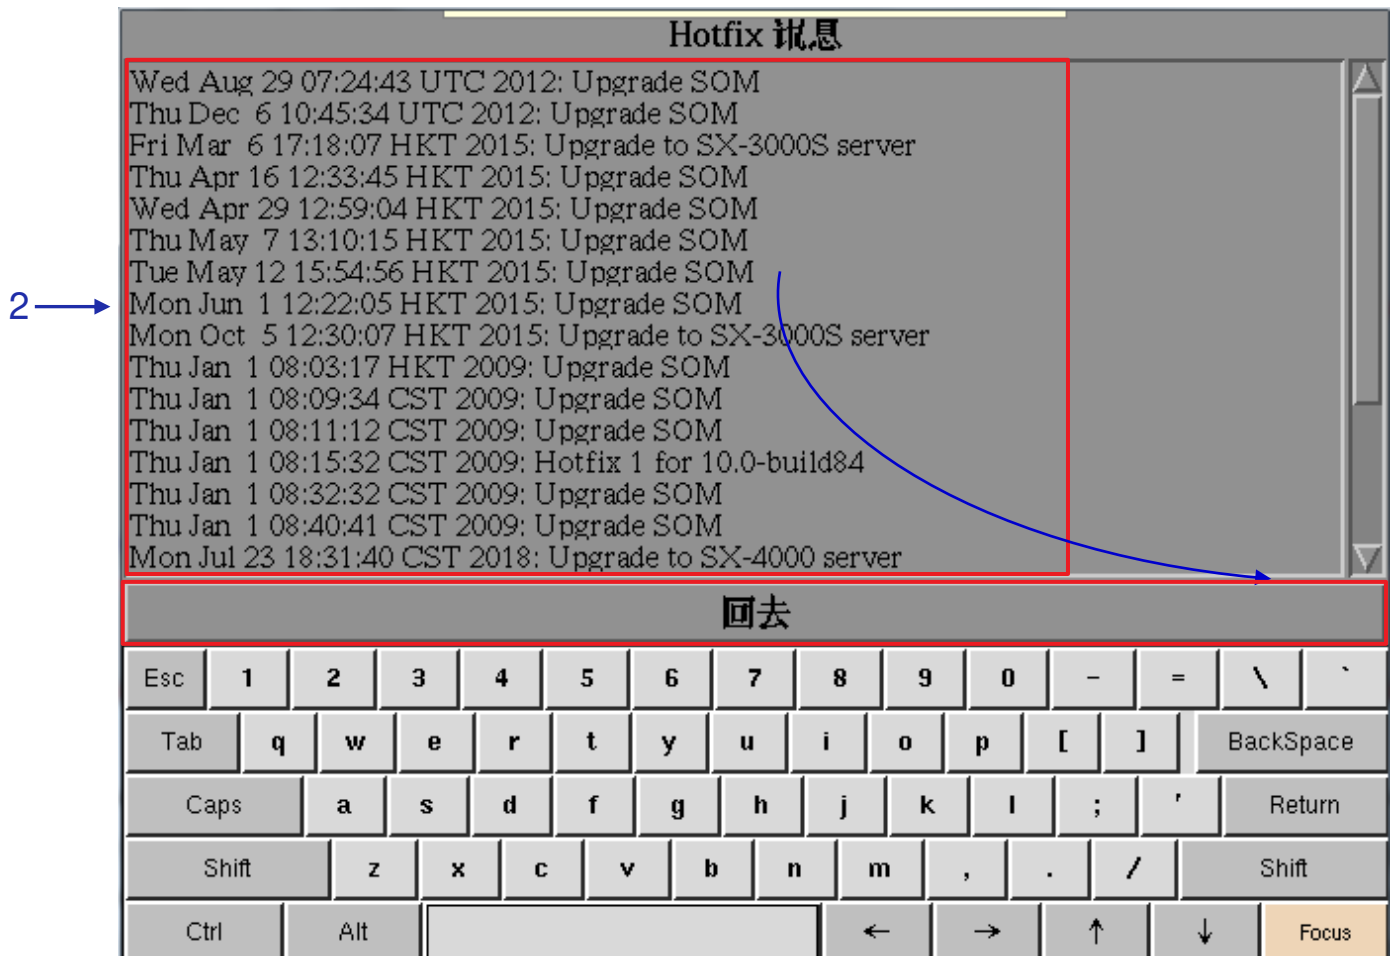 Hotfix 讯息
Wed Aug 29 07:24:43 UTC 2012: Upgrade SOM
Thu Dec  6 10:45:34 UTC 2012: Upgrade SOM
Fri Mar  6 17:18:07 HKT 2015: Upgrade to SX-3000S server
Thu Apr 16 12:33:45 HKT 2015: Upgrade SOM
Wed Apr 29 12:59:04 HKT 2015: Upgrade SOM
Thu May  7 13:10:15 HKT 2015: Upgrade SOM
Tue May 12 15:54:56 HKT 2015: Upgrade SOM
2
Mon Jun  1 12:22:05 HKT 2015: Upgrade SOM
Mon Oct  5 12:30:07 HKT 2015: Upgrade to SX-3000S server
Thu Jan  1 08:03:17 HKT 2009: Upgrade SOM
Thu Jan  1 08:09:34 CST 2009: Upgrade SOM
Thu Jan  1 08:11:12 CST 2009: Upgrade SOM
Thu Jan  1 08:15:32 CST 2009: Hotfix 1 for 10.0-build84
Thu Jan  1 08:32:32 CST 2009: Upgrade SOM
Thu Jan  1 08:40:41 CST 2009: Upgrade SOM
Mon Jul 23 18:31:40 CST 2018: Upgrade to SX-4000 server
回去
Esc 1 2 3 4 5 6 7 8 9 0 - = \ `
Tab q w e r t y u i o p [ ] BackSpace
Caps a s d f g h j k l ; ' Return
Shift z x c v b n m , . / Shift
Ctrl Alt ← → ↑ ↓ Focus